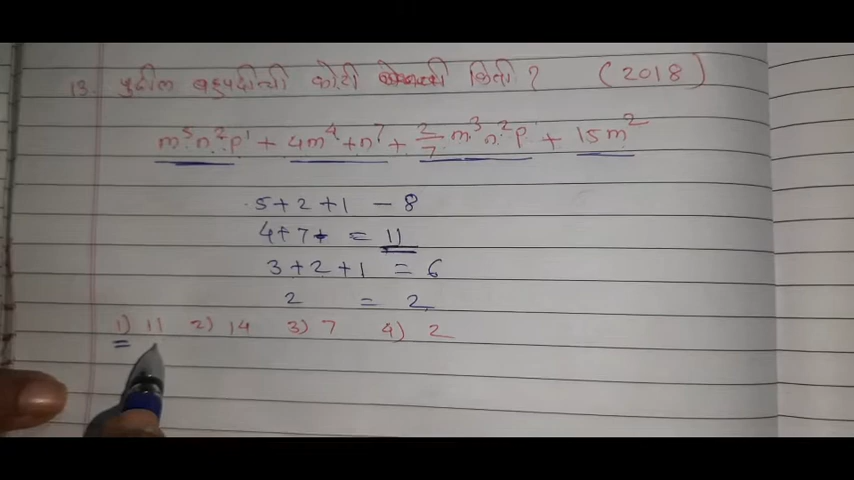 13. पुढील बहुपदीची कोटी किती? (2018)
m⁵n²p¹ + 4m⁴+n⁷ + 2/7 m³n²p + 15m²
5+2+1 - 8
4+7+ = 11
3+2+1 = 6
2 = 2
1) 11 2) 14 3) 7 4) 2